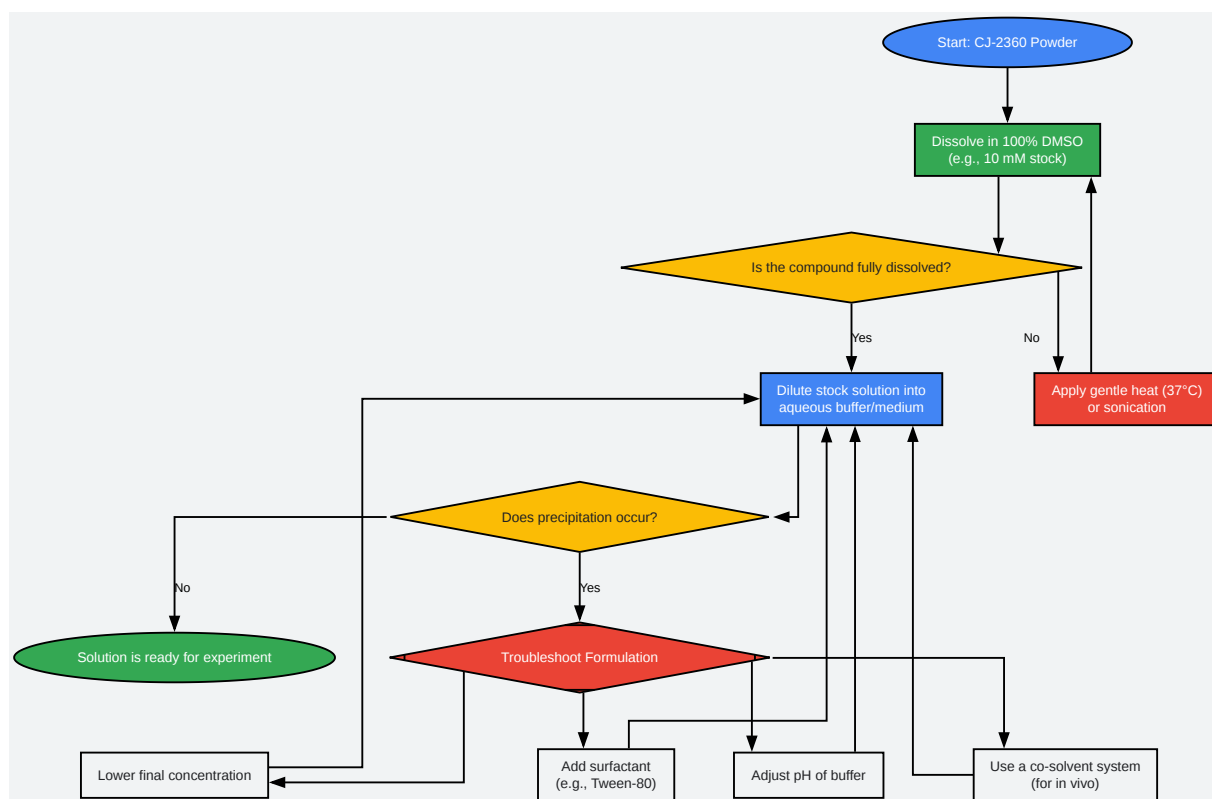 Start: CJ-2360 Powder
Dissolve in 100% DMSO
(e.g., 10 mM stock)
Is the compound fully dissolved?
Yes
No
Dilute stock solution into
aqueous buffer/medium
Apply gentle heat (37°C)
or sonication
Does precipitation occur?
No
Yes
Solution is ready for experiment
Troubleshoot Formulation
Lower final concentration
Add surfactant
(e.g., Tween-80)
Adjust pH of buffer
Use a co-solvent system
(for in vivo)